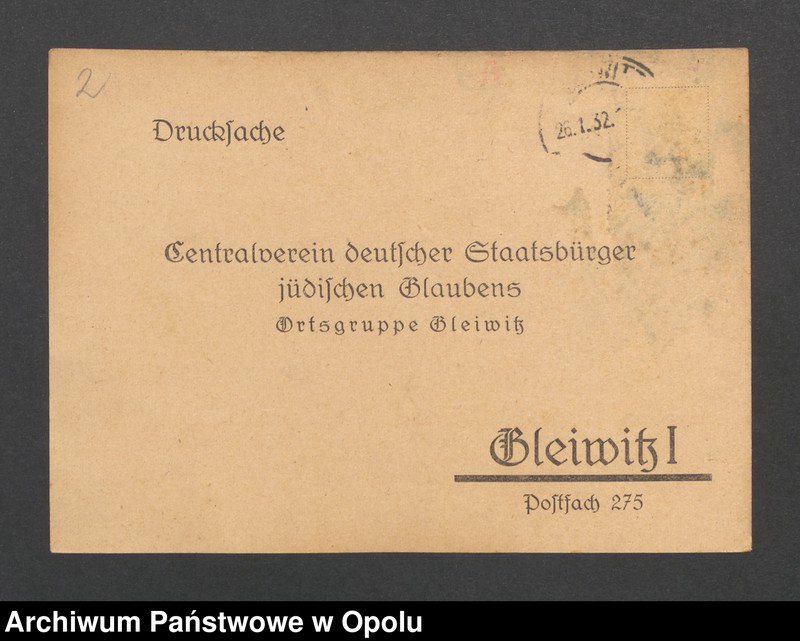 2
Druckſache
26.1.32.
Centralverein deutſcher Staatsbürger
jüdiſchen Glaubens
Ortsgruppe Gleiwitz
Gleiwitz I
Poſtfach 275
Archiwum Państwowe w Opolu